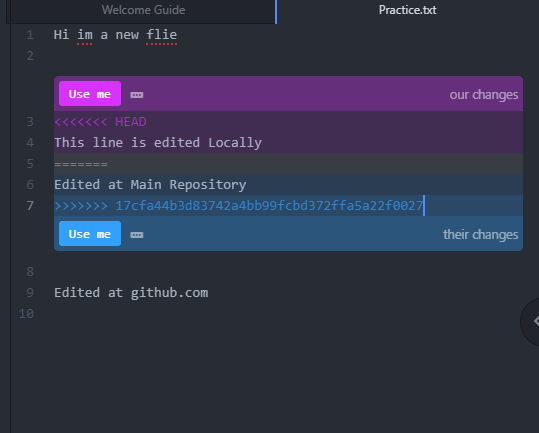 Welcome Guide
Practice.txt
1 Hi im a new flie
2
Use me
our changes
3 <<<<<<< HEAD
4 This line is edited Locally
5 =======
6 Edited at Main Repository
7 >>>>>>> 17cfa44b3d83742a4bb99fcbd372ffa5a22f0027
Use me
their changes
8
9 Edited at github.com
10